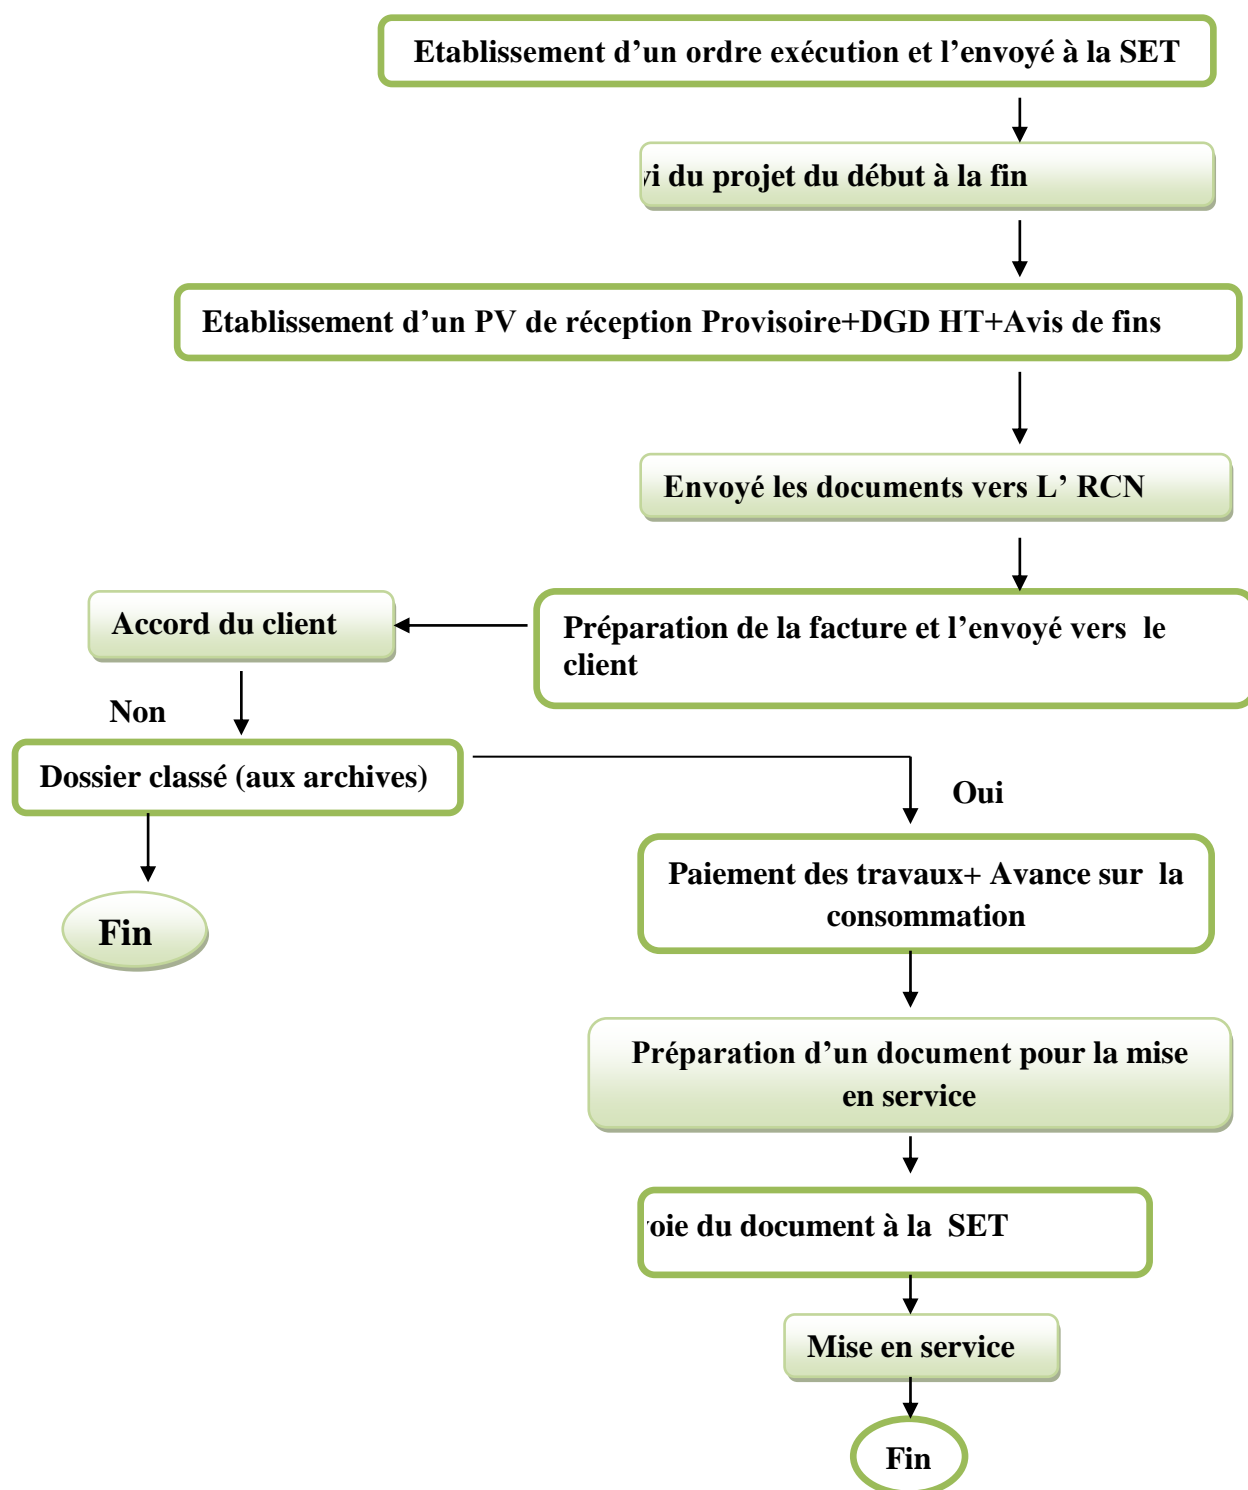 Etablissement d’un ordre exécution et l’envoyé à la SET
vi du projet du début à la fin
Etablissement d’un PV de réception Provisoire+DGD HT+Avis de fins
Envoyé les documents vers L’ RCN
Accord du client
Préparation de la facture et l’envoyé vers le
client
Non
Dossier classé (aux archives)
Oui
Paiement des travaux+ Avance sur la
consommation
Fin
Préparation d’un document pour la mise
en service
voie du document à la SET
Mise en service
Fin